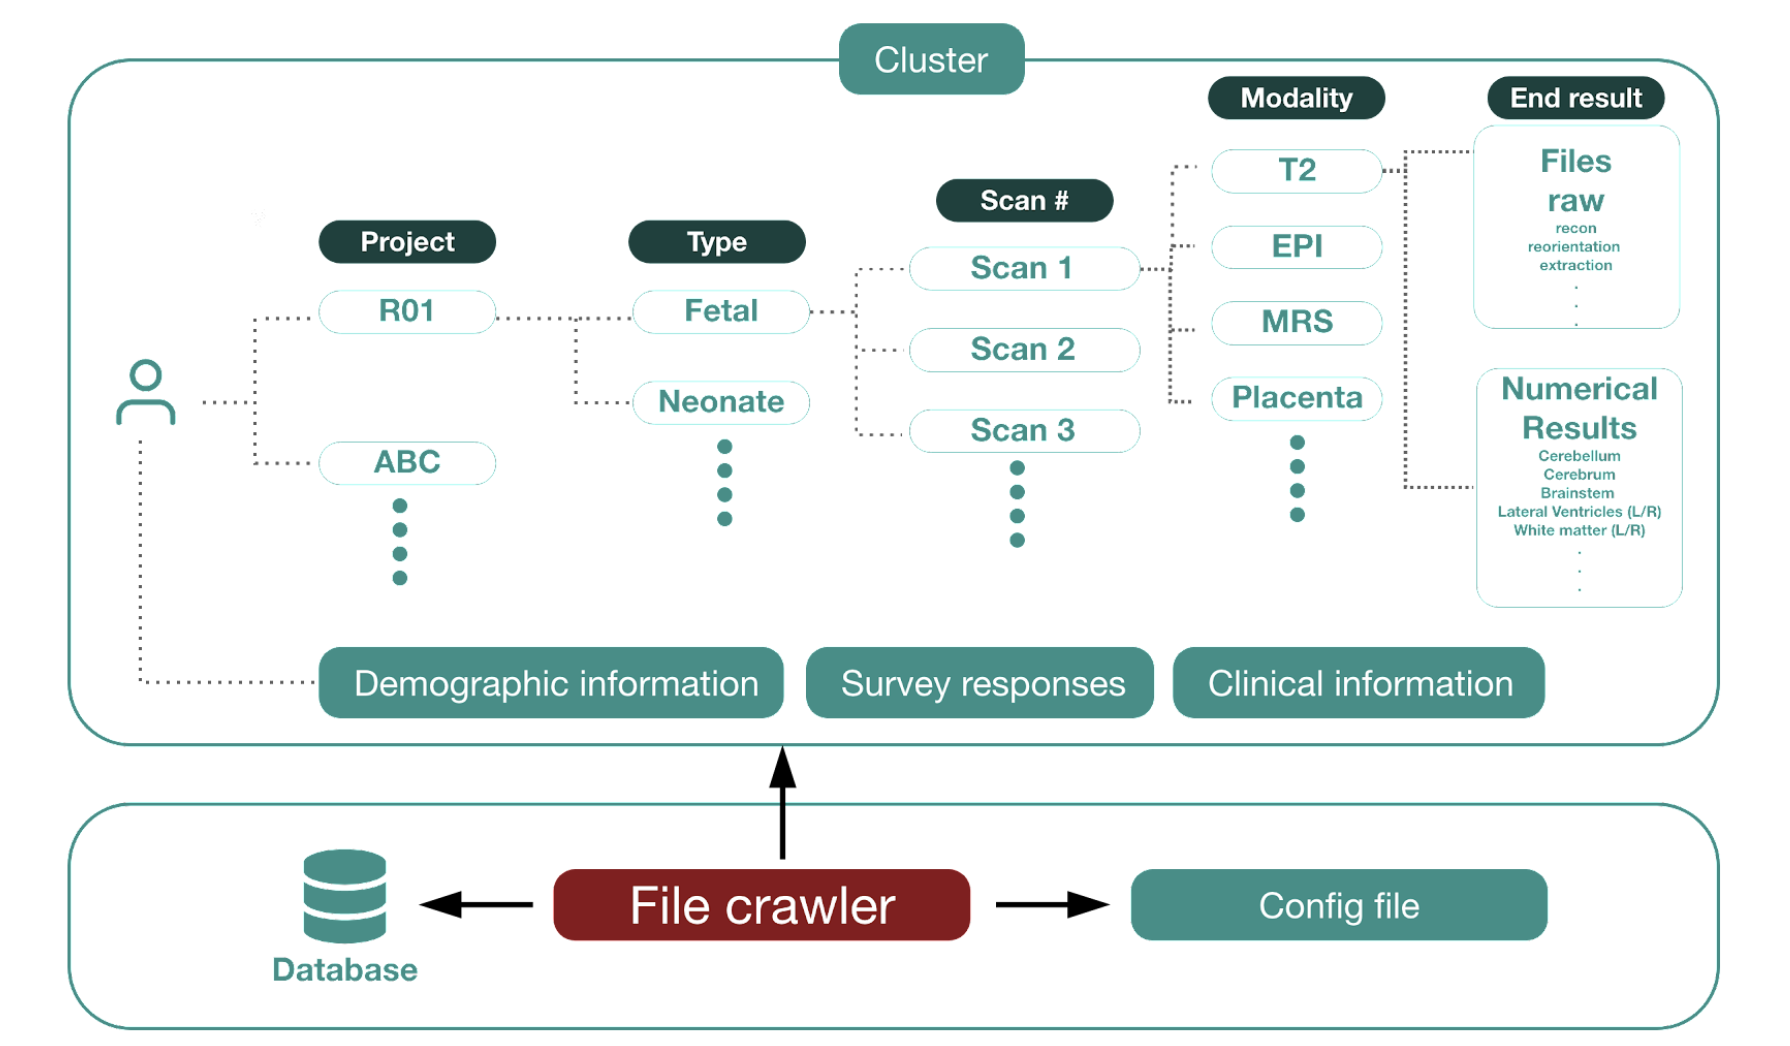 Cluster
Project
R01
ABC
Type
Fetal
Neonate
Scan #
Scan 1
Scan 2
Scan 3
Modality
T2
EPI
MRS
Placenta
End result
Files
raw
recon
reorientation
extraction
Numerical
Results
Cerebellum
Cerebrum
Brainstem
Lateral Ventricles (L/R)
White matter (L/R)
Demographic information
Survey responses
Clinical information
Database
File crawler
Config file